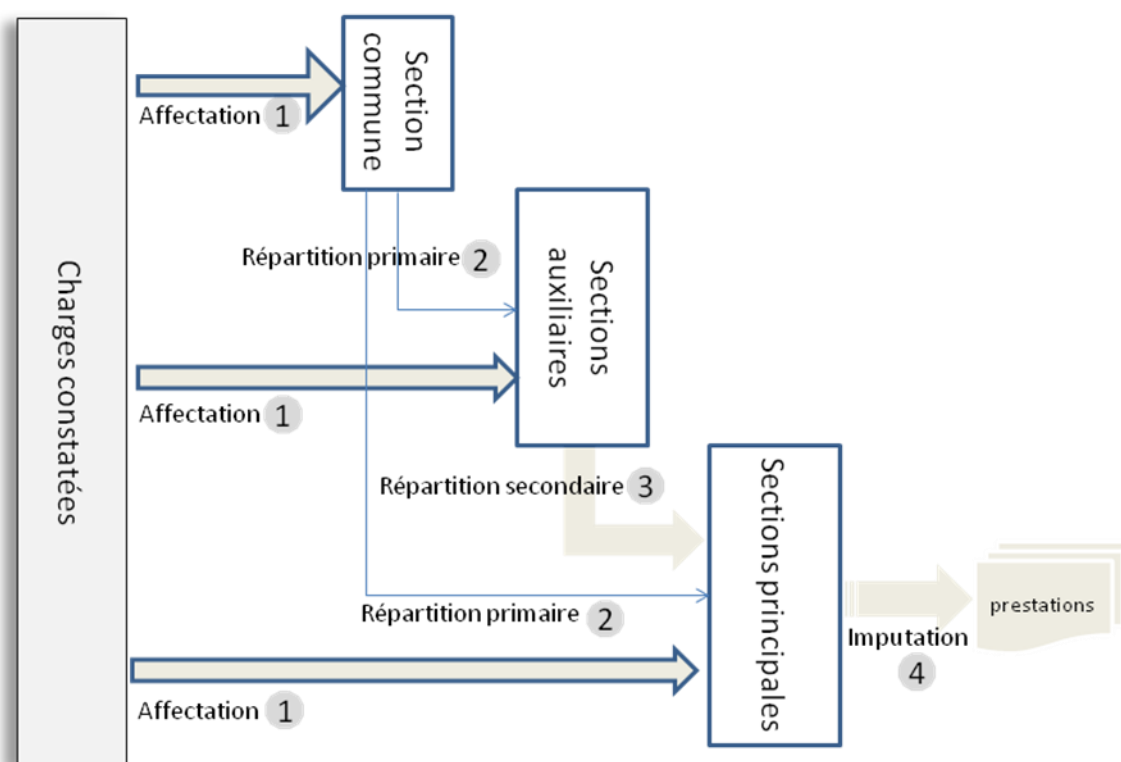 Charges constatées
Affectation 1
Section
commune
Répartition primaire 2
Sections
auxiliaires
Affectation 1
Répartition secondaire 3
Sections principales
Répartition primaire 2
prestations
Imputation
4
Affectation 1